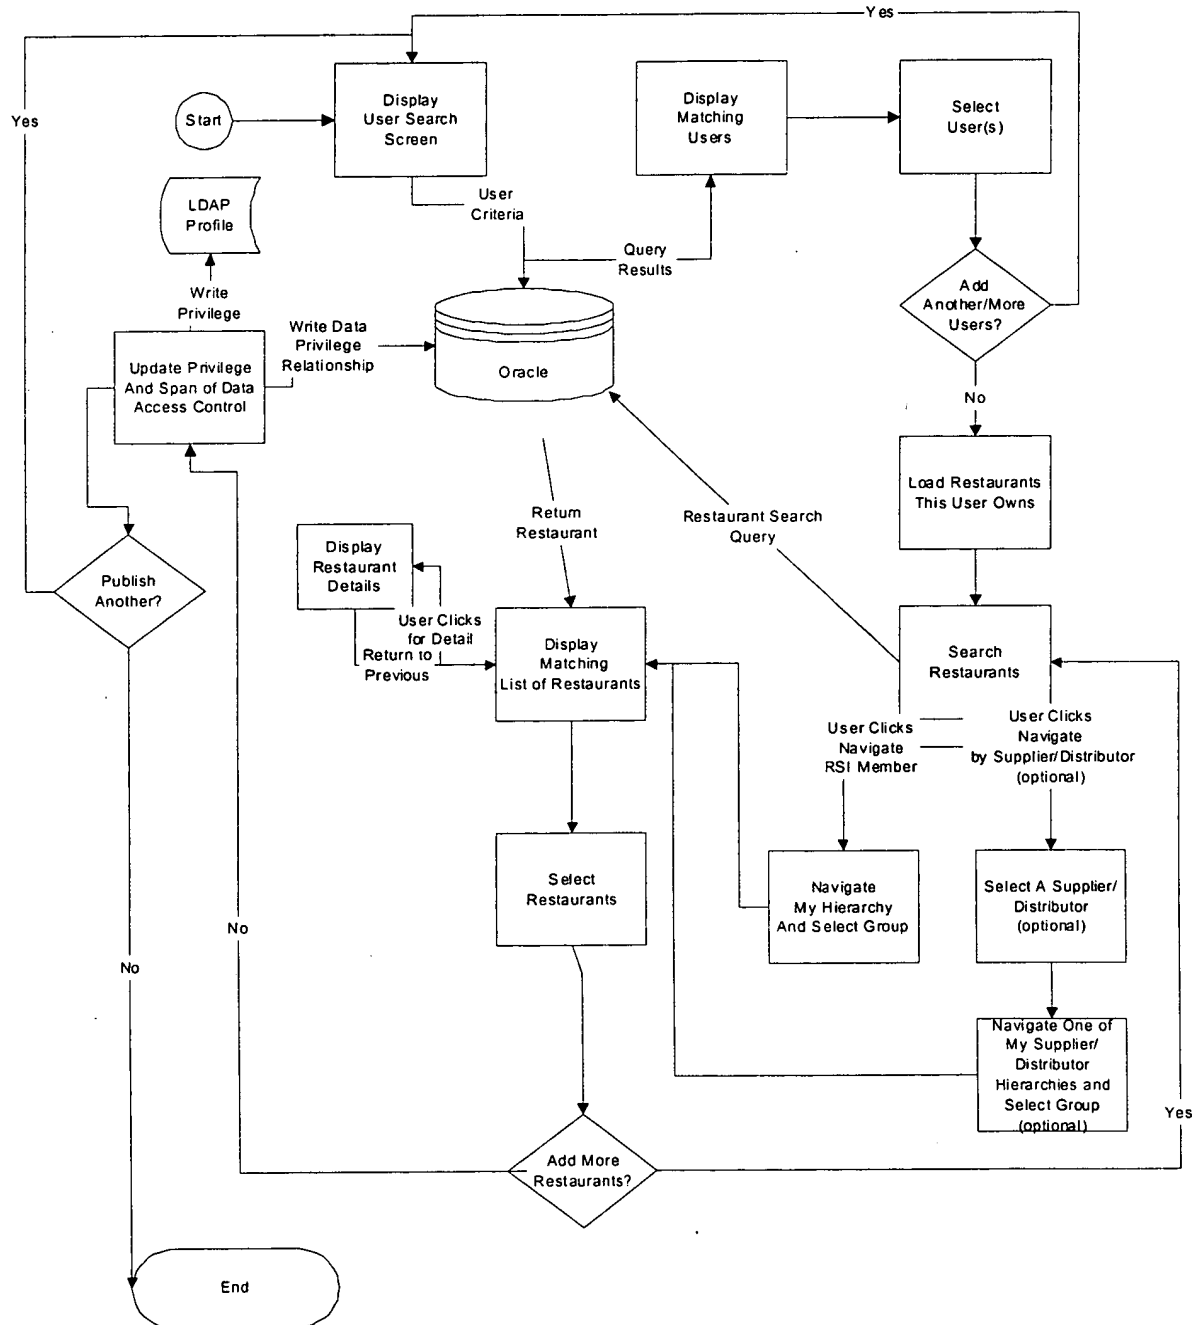 Yes
Yes
Start
Display
User Search
Screen
Display
Matching
Users
Select
User(s)
LDAP
Profile
User
Criteria
Query
Results
Add
Another/More
Users?
Write
Privilege
Write Data
Privilege
Relationship
Oracle
Update Privilege
And Span of Data
Access Control
No
Load Restaurants
This User Owns
Return
Restaurant
Restaurant Search
Query
Display
Restaurant
Details
Publish
Another?
User Clicks
for Detail
Return to
Previous
Display
Matching
List of Restaurants
Search
Restaurants
User Clicks
Navigate
RSI Member
User Clicks
Navigate
by Supplier/Distributor
(optional)
Select
Restaurants
Navigate
My Hierarchy
And Select Group
Select A Supplier/
Distributor
(optional)
No
No
Navigate One of
My Supplier/
Distributor
Hierarchies and
Select Group
(optional)
Yes
Add More
Restaurants?
End